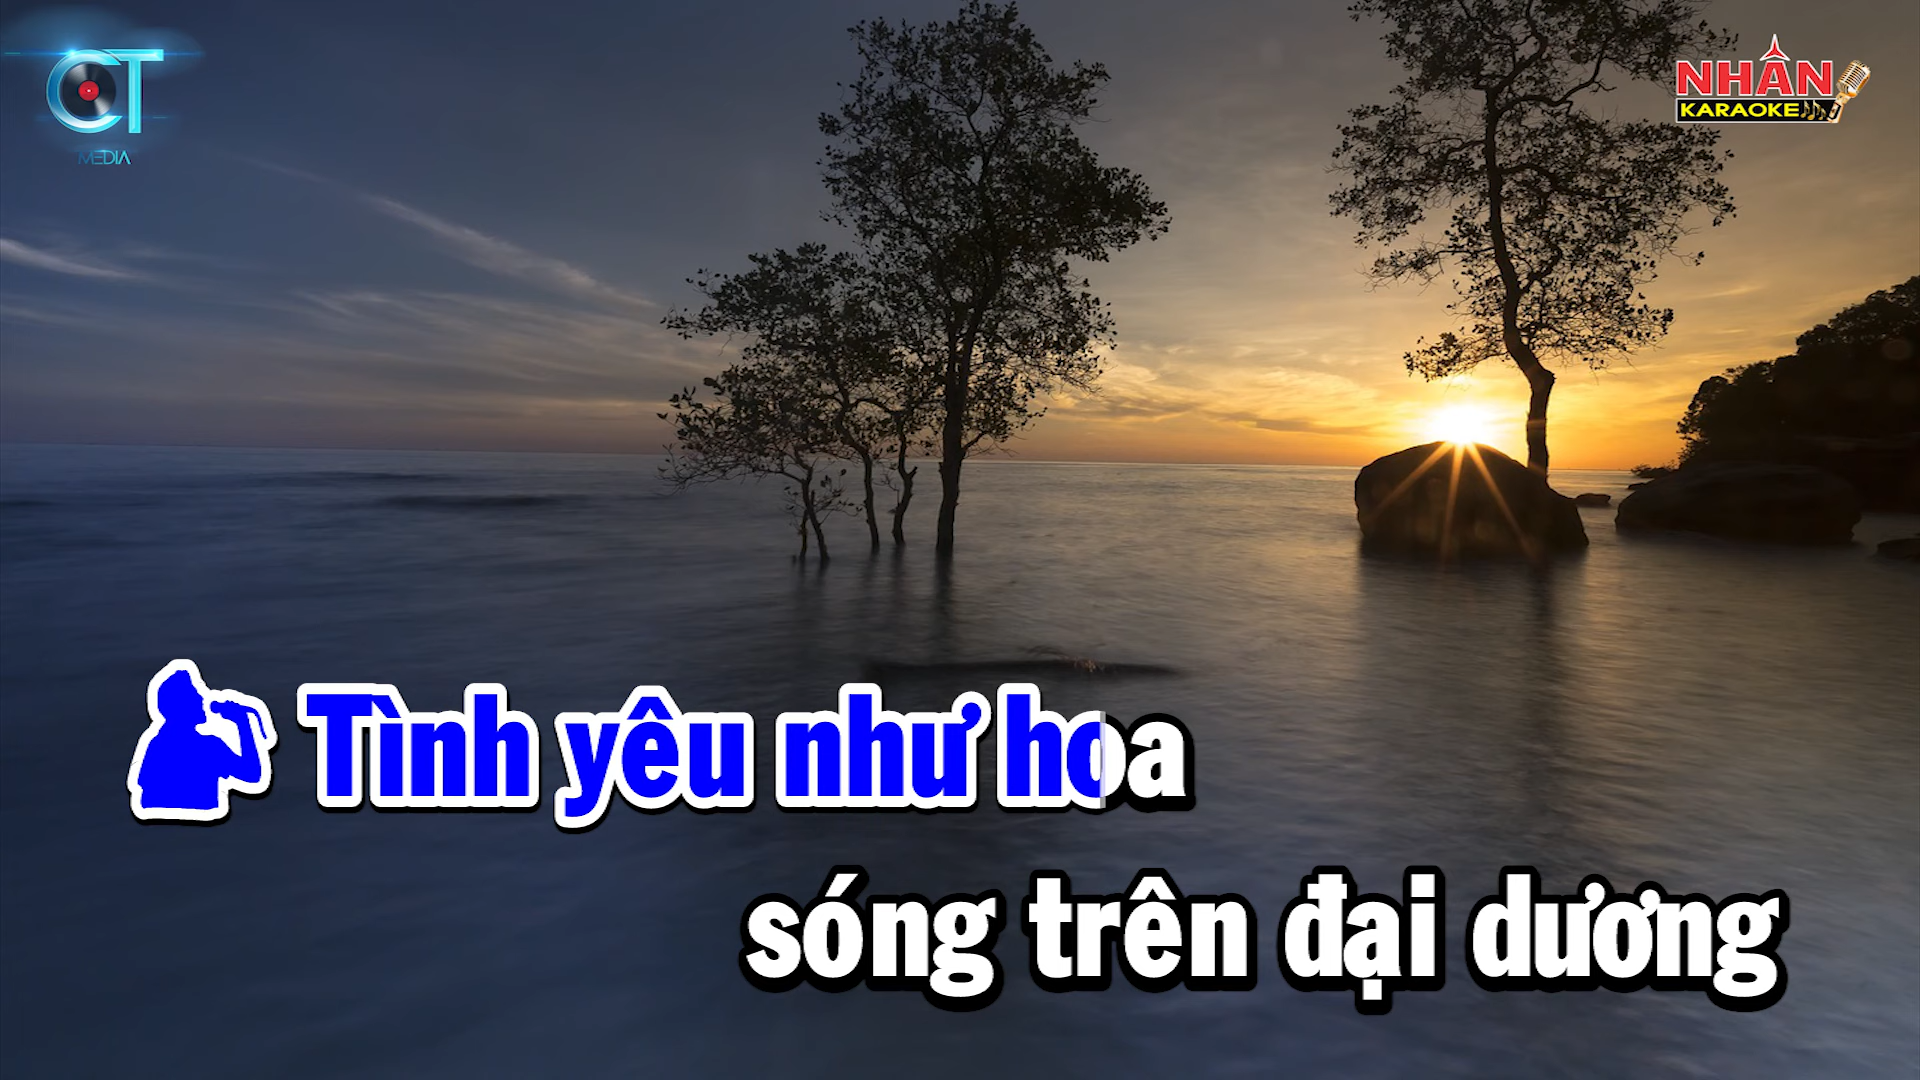 CT
MEDIA
NHÂN
KARAOKE
Tình yêu như hoa
sóng trên đại dương